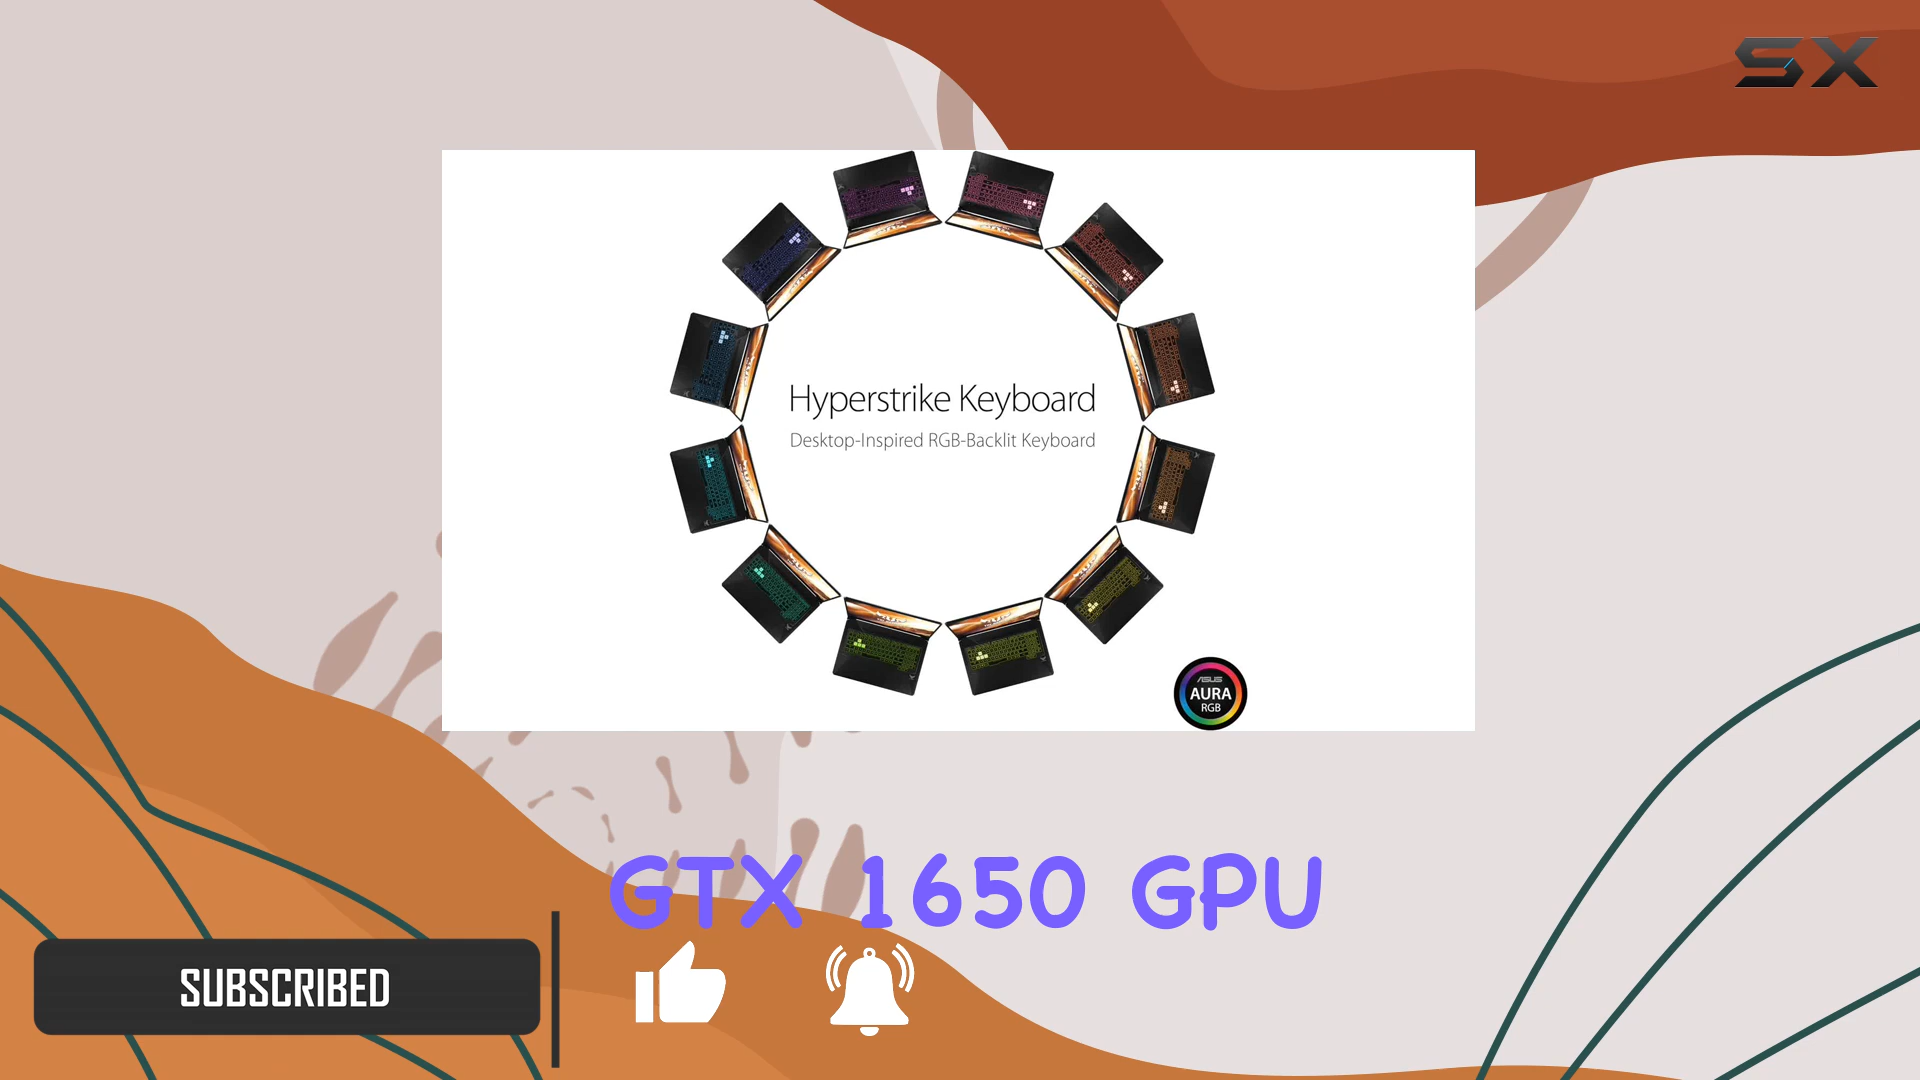 SX
Hyperstrike Keyboard
Desktop-Inspired RGB-Backlit Keyboard
ASUS
AURA
RGB
GTX 1650 GPU
SUBSCRIBED